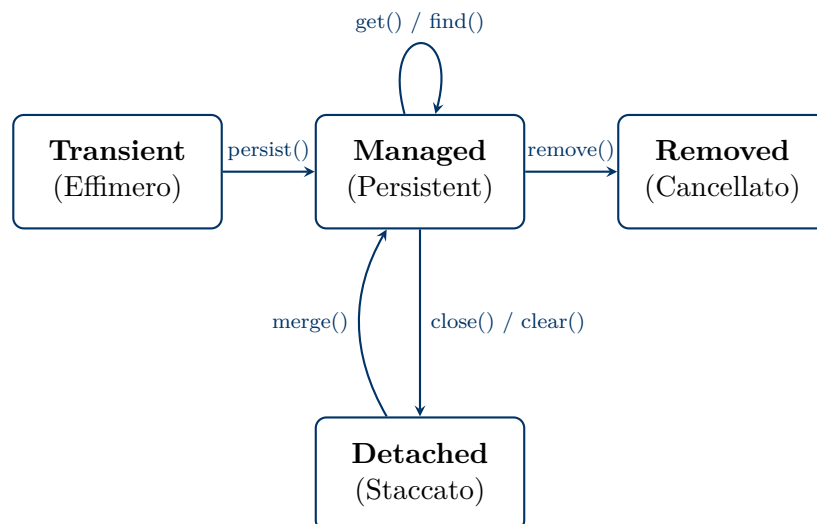 get() / find()
Transient
(Effimero)
persist()
Managed
(Persistent)
remove()
Removed
(Cancellato)
merge()
close() / clear()
Detached
(Staccato)